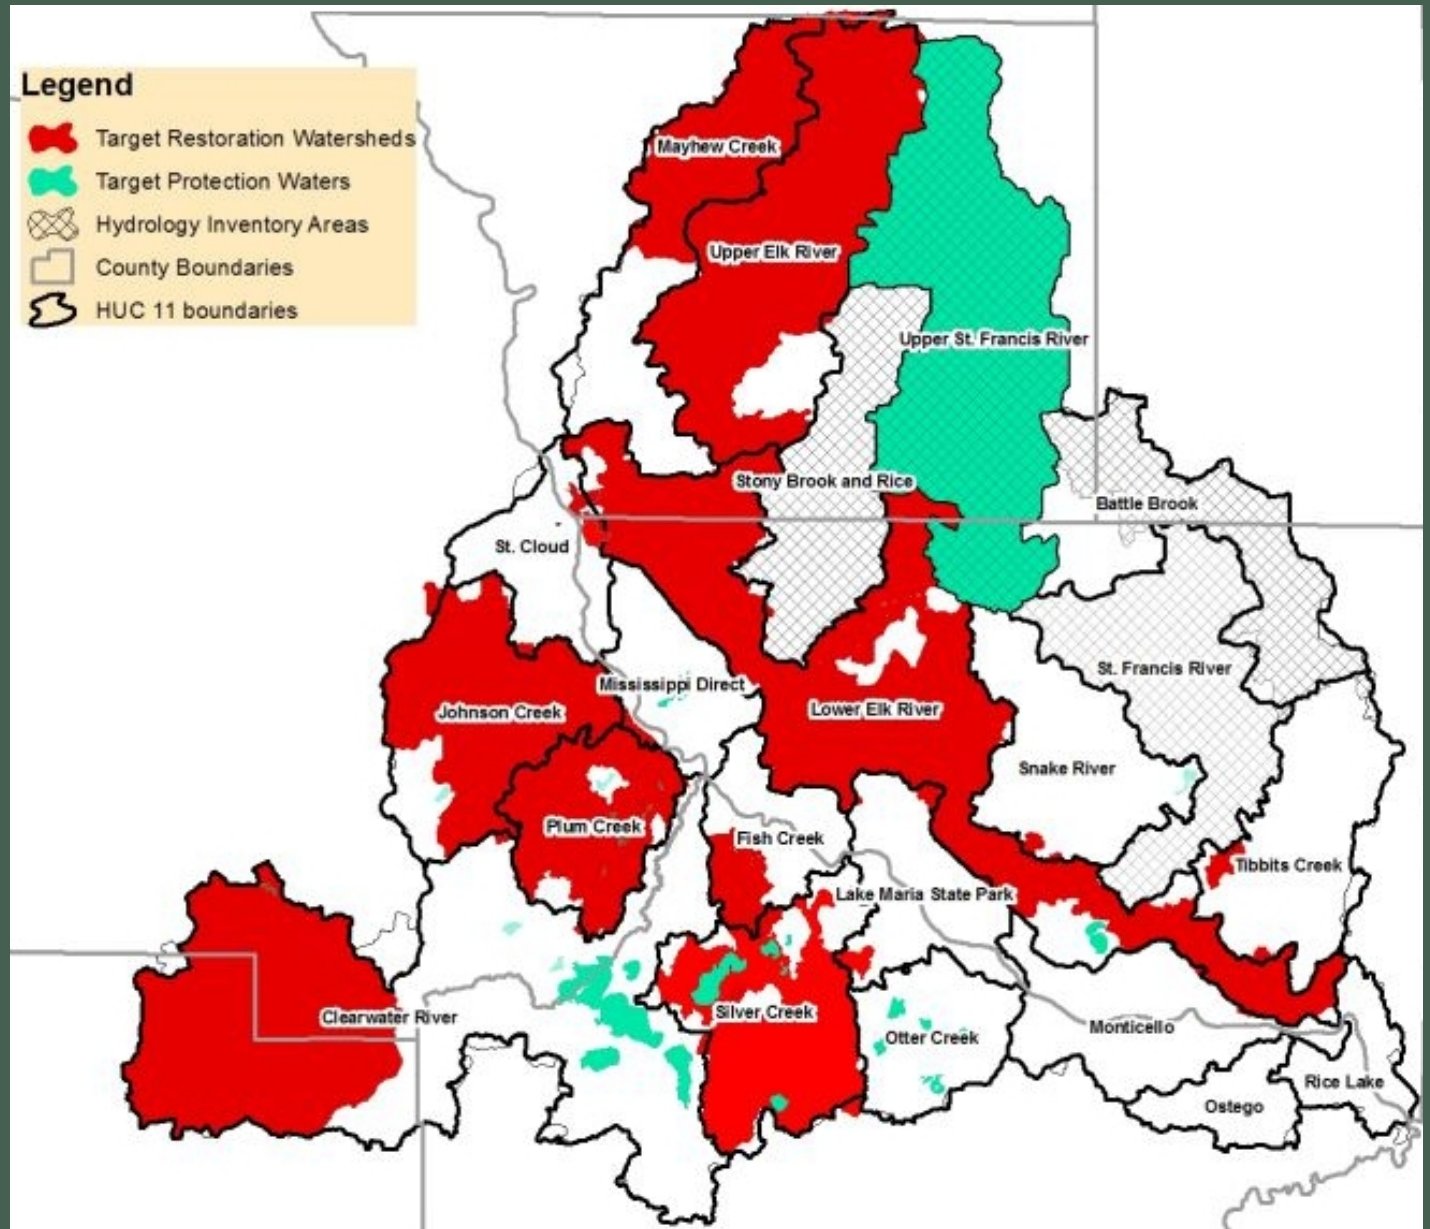 Legend
Target Restoration Watersheds
Target Protection Waters
Hydrology Inventory Areas
County Boundaries
HUC 11 boundaries
Mayhew Creek
Upper Elk River
Upper St. Francis River
Stony Brook and Rice
Battle Brook
St. Cloud
St. Francis River
Mississippi Direct
Lower Elk River
Johnson Creek
Snake River
Plum Creek
Fish Creek
Tibbits Creek
Lake Maria State Park
Clearwater River
Silver Creek
Otter Creek
Monticello
Rice Lake
Ostego